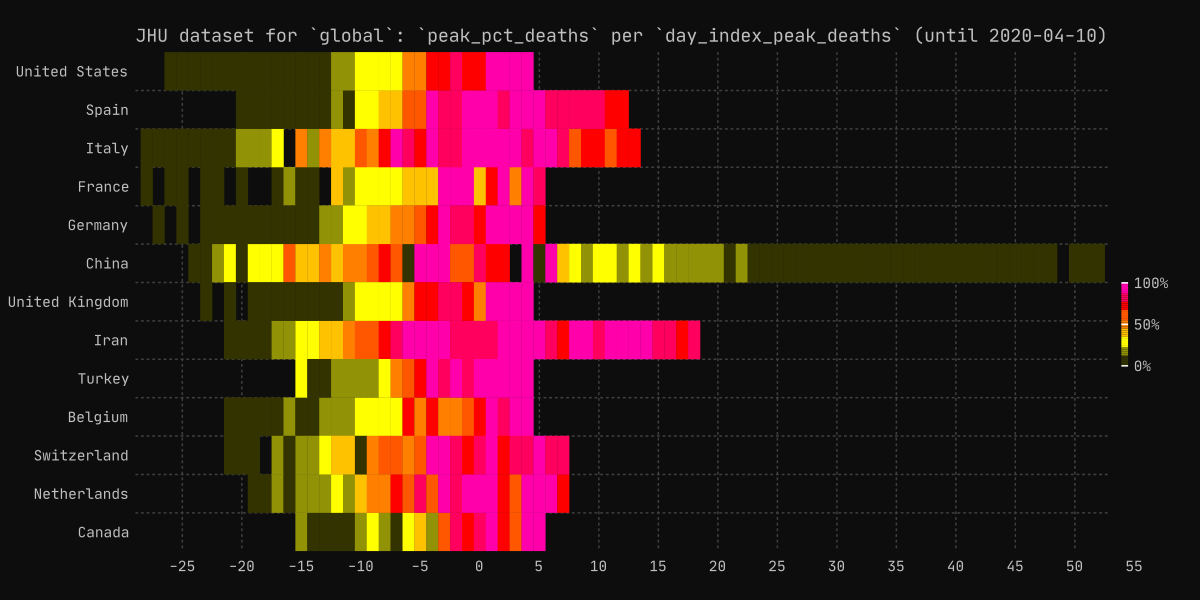 JHU dataset for `global`: `peak_pct_deaths` per `day_index_peak_deaths` (until 2020-04-10)
United States
Spain
Italy
France
Germany
China
United Kingdom
Iran
Turkey
Belgium
Switzerland
Netherlands
Canada
100%
50%
0%
-25 -20 -15 -10 -5 0 5 10 15 20 25 30 35 40 45 50 55